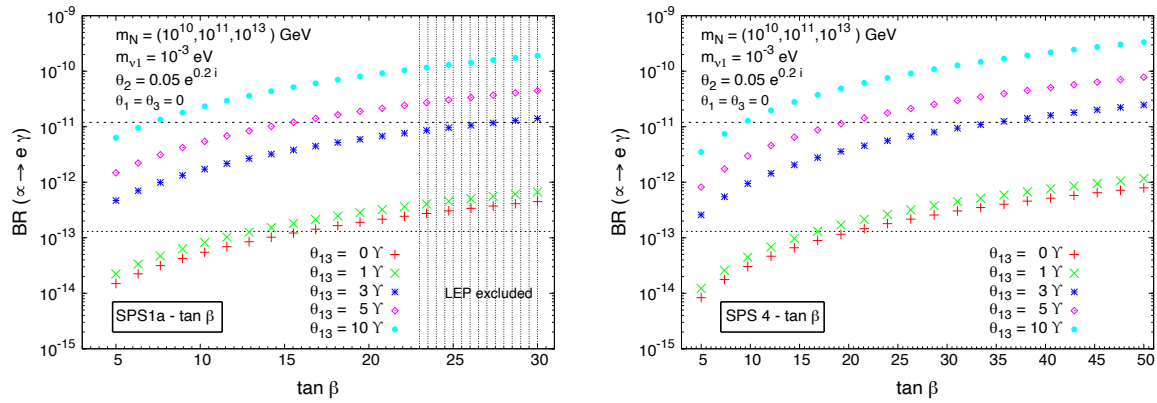 BR ( α → e γ )
10⁻⁹
10⁻¹⁰
10⁻¹¹
10⁻¹²
10⁻¹³
10⁻¹⁴
10⁻¹⁵
m_N = (10¹⁰,10¹¹,10¹³ ) GeV
m_ν1 = 10⁻³ eV
θ₂ = 0.05 e^0.2 i
θ₁ = θ₃ = 0
θ₁₃ = 0 ϒ
θ₁₃ = 1 ϒ
θ₁₃ = 3 ϒ
θ₁₃ = 5 ϒ
θ₁₃ = 10 ϒ
LEP excluded
SPS1a - tan β
5 10 15 20 25 30
tan β
BR ( α → e γ )
10⁻⁹
10⁻¹⁰
10⁻¹¹
10⁻¹²
10⁻¹³
10⁻¹⁴
10⁻¹⁵
m_N = (10¹⁰,10¹¹,10¹³ ) GeV
m_ν1 = 10⁻³ eV
θ₂ = 0.05 e^0.2 i
θ₁ = θ₃ = 0
θ₁₃ = 0 ϒ
θ₁₃ = 1 ϒ
θ₁₃ = 3 ϒ
θ₁₃ = 5 ϒ
θ₁₃ = 10 ϒ
SPS 4 - tan β
5 10 15 20 25 30 35 40 45 50
tan β